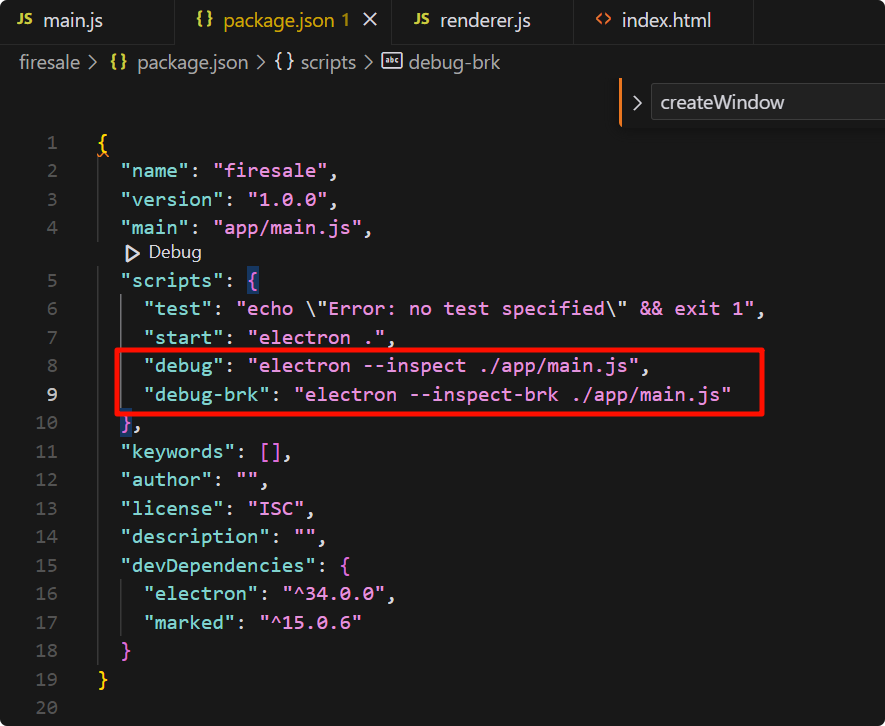 JS main.js
{} package.json 1
JS renderer.js
<> index.html
firesale > {} package.json > {} scripts > abc debug-brk
> createWindow
1 {
2 "name": "firesale",
3 "version": "1.0.0",
4 "main": "app/main.js",
Debug
5 "scripts": {
6 "test": "echo \"Error: no test specified\" && exit 1",
7 "start": "electron .",
8 "debug": "electron --inspect ./app/main.js",
9 "debug-brk": "electron --inspect-brk ./app/main.js"
10 },
11 "keywords": [],
12 "author": "",
13 "license": "ISC",
14 "description": "",
15 "devDependencies": {
16 "electron": "^34.0.0",
17 "marked": "^15.0.6"
18 }
19 }
20